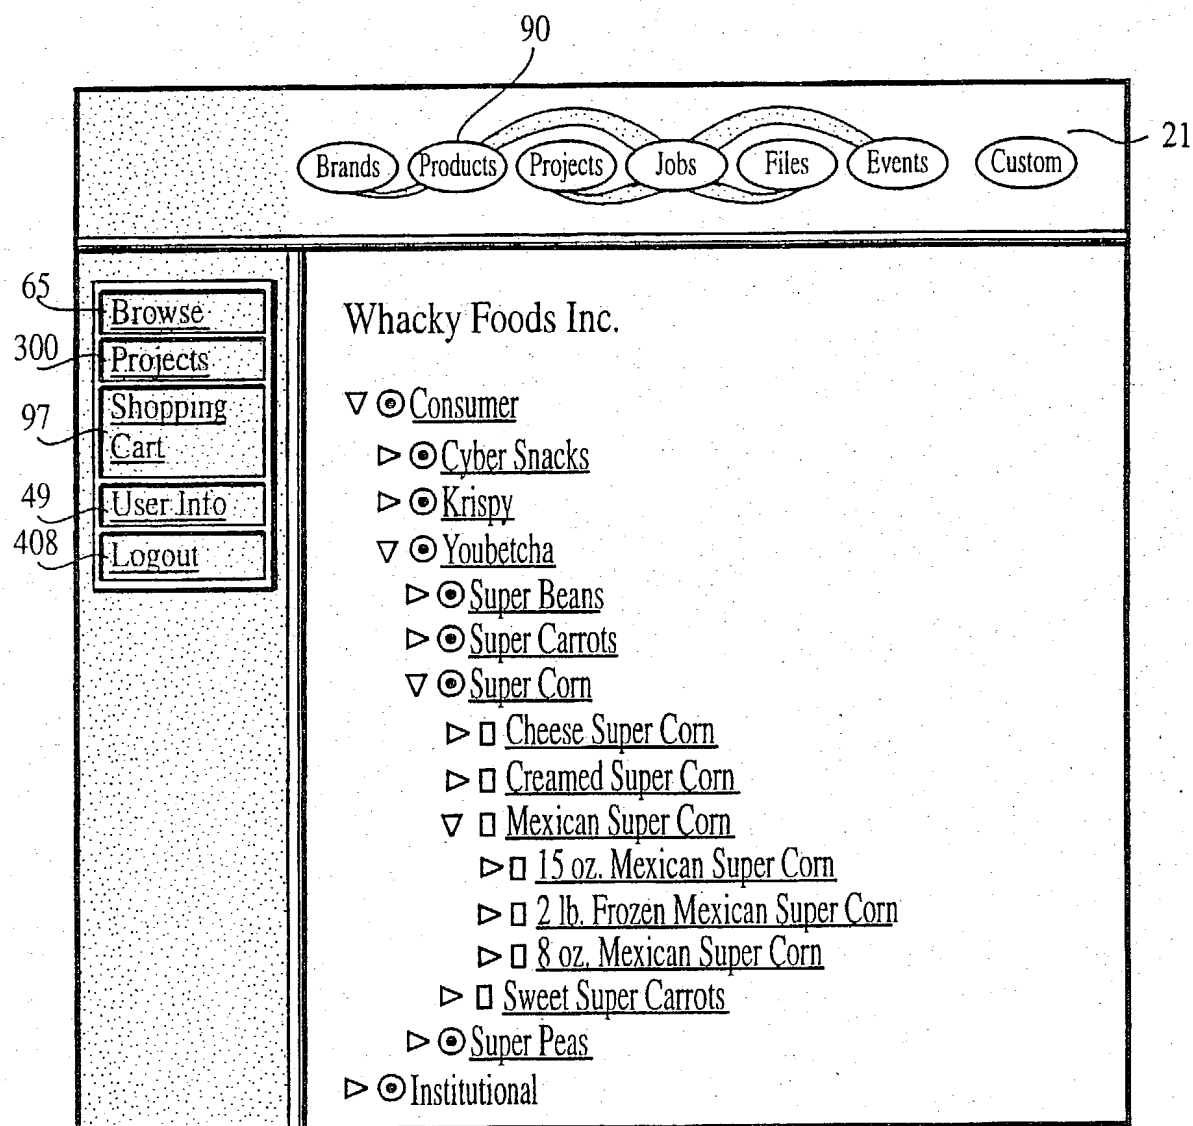 90
Brands Products Projects Jobs Files Events Custom
21
65
Browse
300
Projects
97
Shopping
Cart
49
User Info
408
Logout
Whacky Foods Inc.
Consumer
Cyber Snacks
Krispy
Youbetcha
Super Beans
Super Carrots
Super Corn
Cheese Super Corn
Creamed Super Corn
Mexican Super Corn
15 oz. Mexican Super Corn
2 lb. Frozen Mexican Super Corn
8 oz. Mexican Super Corn
Sweet Super Carrots
Super Peas
Institutional